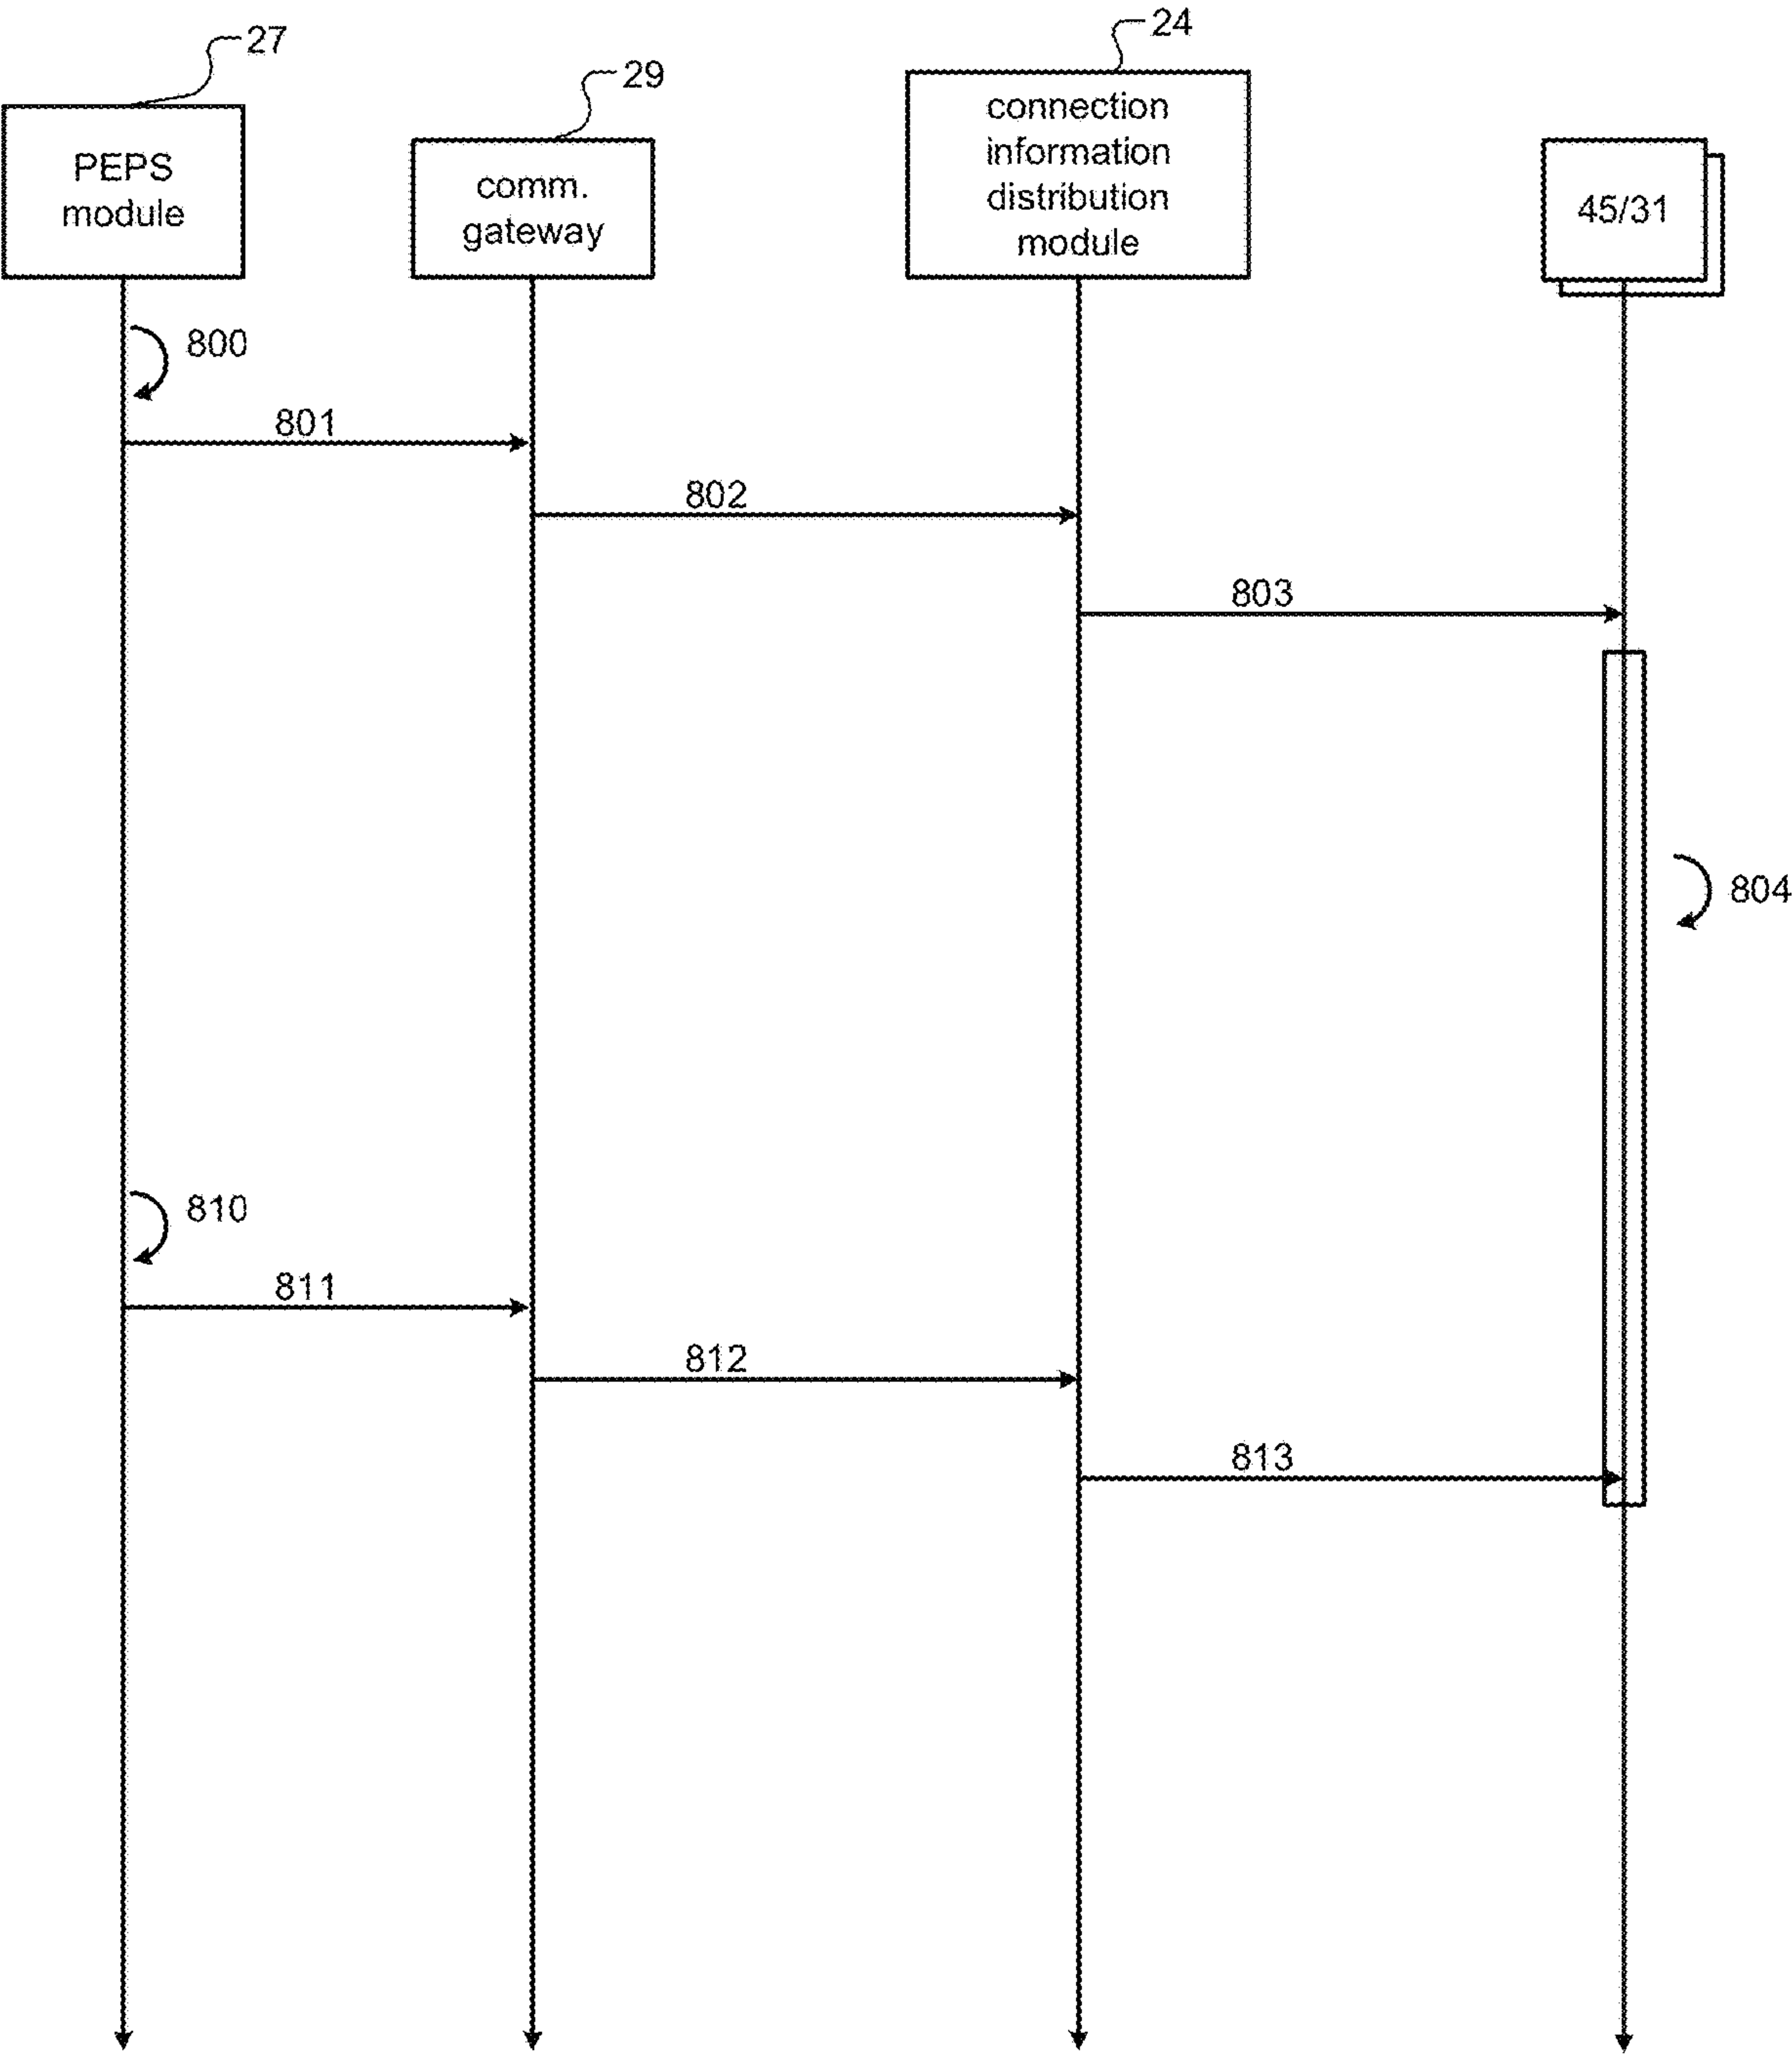 27
29
24
PEPS
module
comm.
gateway
connection
information
distribution
module
45/31
800
801
802
803
804
810
811
812
813